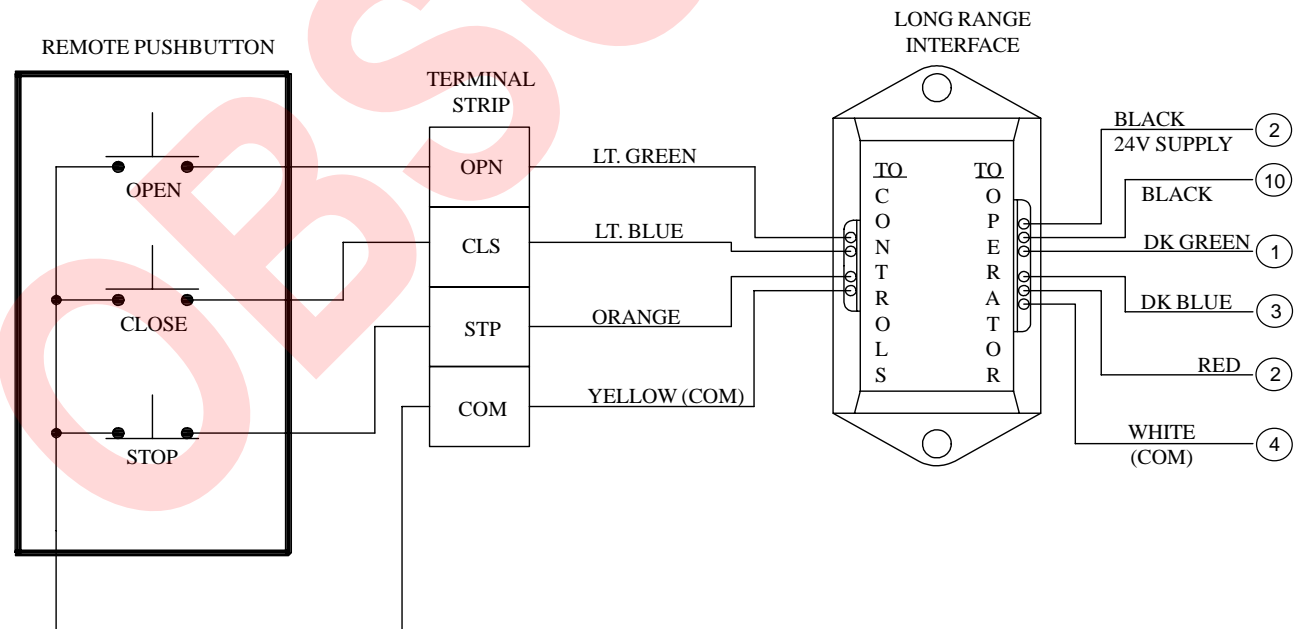 REMOTE PUSHBUTTON
OPEN
CLOSE
STOP
TERMINAL
STRIP
OPN
CLS
STP
COM
LT. GREEN
LT. BLUE
ORANGE
YELLOW (COM)
LONG RANGE
INTERFACE
TO
CONTROLS
TO
OPERATOR
BLACK
24V SUPPLY
2
BLACK
10
DK GREEN
1
DK BLUE
3
RED
2
WHITE
(COM)
4
OBS